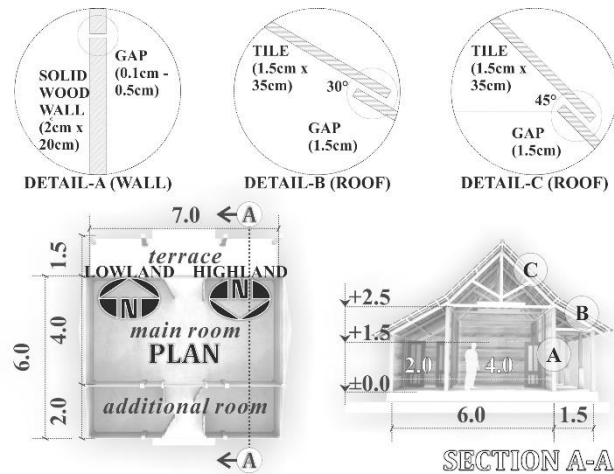 SOLID
WOOD
WALL
(2cm x
20cm)
GAP
(0.1cm -
0.5cm)
DETAIL-A (WALL)
TILE
(1.5cm x
35cm)
30°
GAP
(1.5cm)
DETAIL-B (ROOF)
TILE
(1.5cm x
35cm)
45°
GAP
(1.5cm)
DETAIL-C (ROOF)
7.0
A
1.5
4.0
2.0
6.0
terrace
LOWLAND
HIGHLAND
N
N
main room
PLAN
additional room
A
C
B
A
+2.5
+1.5
±0.0
2.0
4.0
6.0
1.5
SECTION A-A